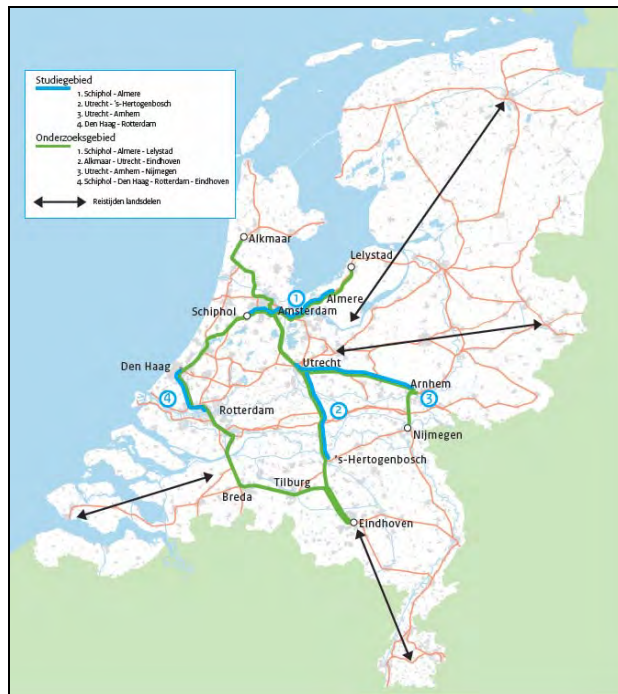 Studiegebied
1. Schiphol - Almere
2. Utrecht - 's-Hertogenbosch
3. Utrecht - Arnhem
4. Den Haag - Rotterdam
Onderzoeksgebied
1. Schiphol - Almere - Lelystad
2. Alkmaar - Utrecht - Eindhoven
3. Utrecht - Arnhem - Nijmegen
4. Schiphol - Den Haag - Rotterdam - Eindhoven
Reistijden landsdelen
Alkmaar
Lelystad
1
Almere
Schiphol
Amsterdam
Den Haag
Utrecht
Arnhem
4
3
Rotterdam
2
Nijmegen
's-Hertogenbosch
Tilburg
Breda
Eindhoven